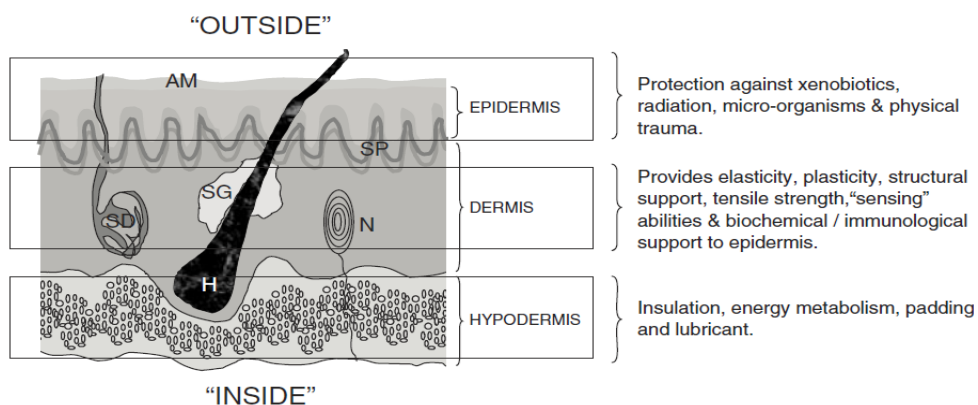 “OUTSIDE”
AM
EPIDERMIS
Protection against xenobiotics,
radiation, micro-organisms & physical
trauma.
SP
SG
SD
N
DERMIS
Provides elasticity, plasticity, structural
support, tensile strength,“sensing”
abilities & biochemical / immunological
support to epidermis.
H
HYPODERMIS
Insulation, energy metabolism, padding
and lubricant.
“INSIDE”